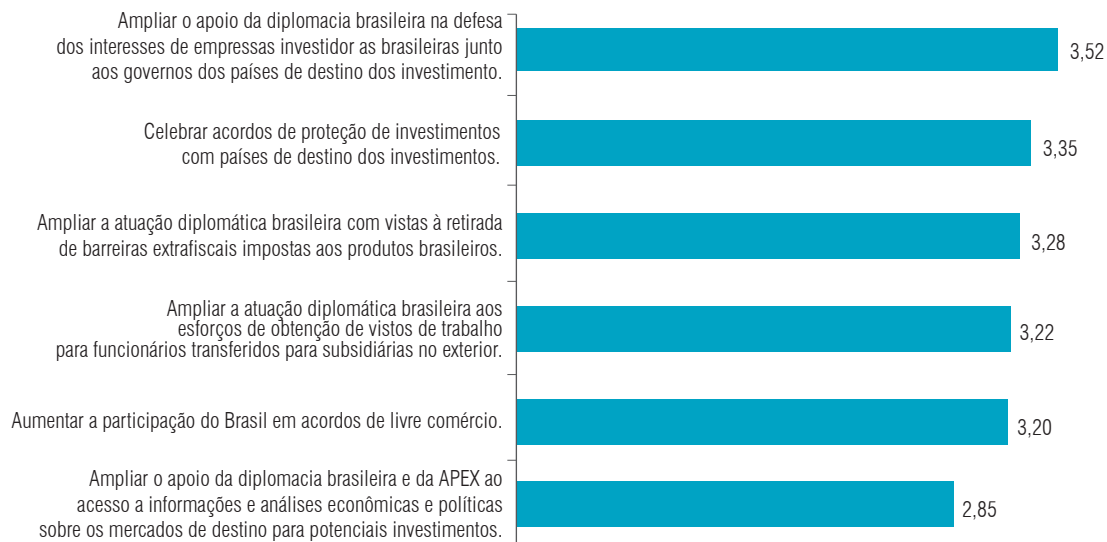 Ampliar o apoio da diplomacia brasileira na defesa
dos interesses de empressas investidor as brasileiras junto
aos governos dos países de destino dos investimento.
3,52
Celebrar acordos de proteção de investimentos
com países de destino dos investimentos.
3,35
Ampliar a atuação diplomática brasileira com vistas à retirada
de barreiras extrafiscais impostas aos produtos brasileiros.
3,28
Ampliar a atuação diplomática brasileira aos
esforços de obtenção de vistos de trabalho
para funcionários transferidos para subsidiárias no exterior.
3,22
Aumentar a participação do Brasil em acordos de livre comércio.
3,20
Ampliar o apoio da diplomacia brasileira e da APEX ao
acesso a informações e análises econômicas e políticas
sobre os mercados de destino para potenciais investimentos.
2,85